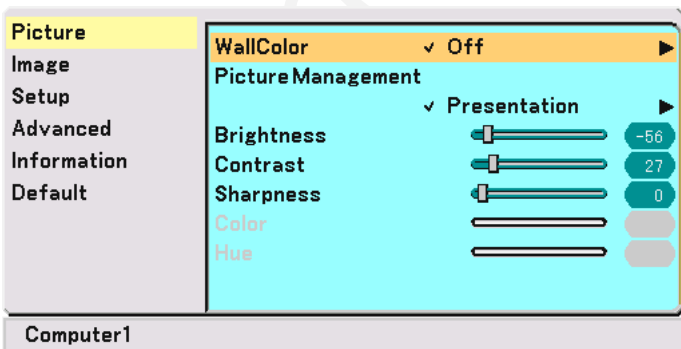 Picture
Image
Setup
Advanced
Information
Default
WallColor ✓ Off ▶
Picture Management
✓ Presentation ▶
Brightness -56
Contrast 27
Sharpness 0
Color
Hue
Computer1